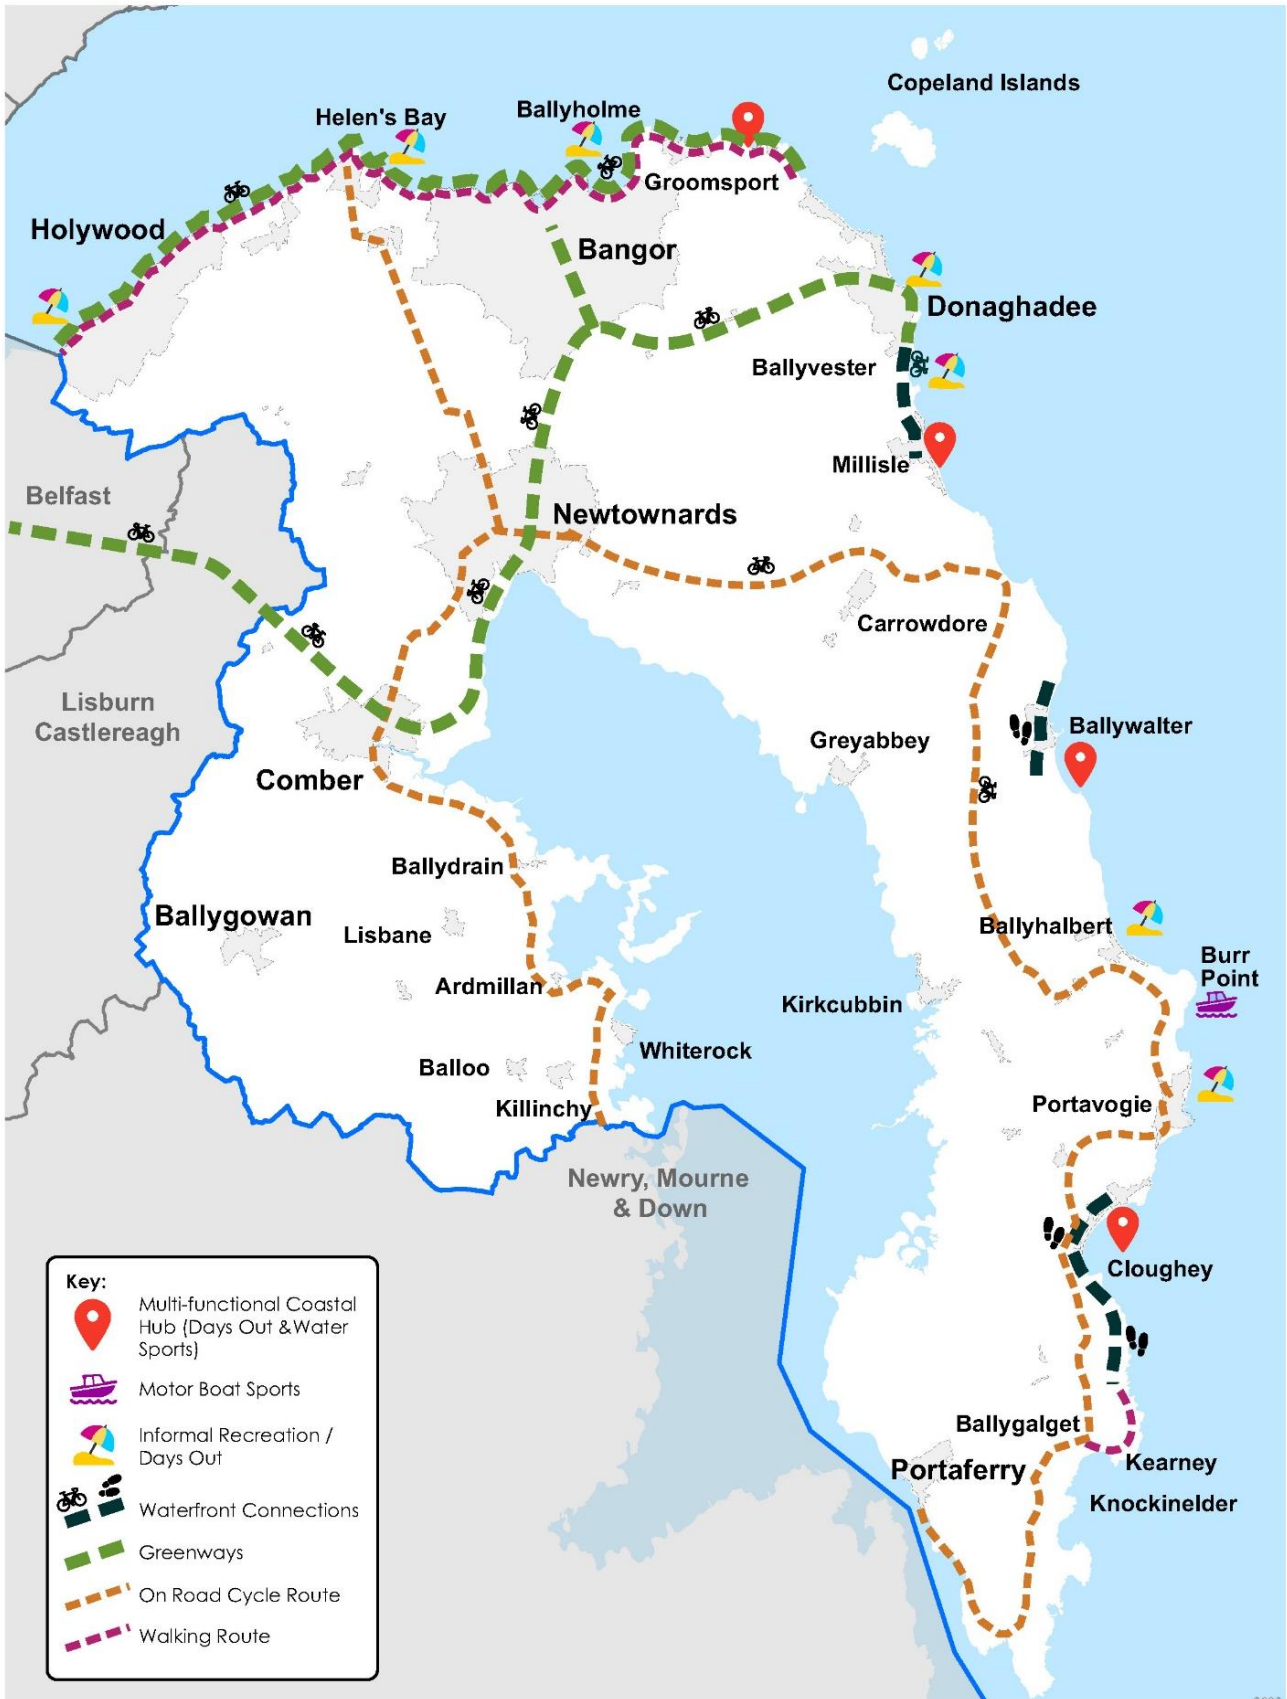 Copeland Islands
Ballyholme
Helen's Bay
Groomsport
Holywood
Bangor
Donaghadee
Ballyvester
Millisle
Belfast
Newtownards
Carrowdore
Lisburn
Castlereagh
Ballywalter
Greyabbey
Comber
Ballydrain
Ballygowan
Lisbane
Ballyhalbert
Burr
Point
Ardmillan
Kirkcubbin
Whiterock
Balloo
Portavogie
Killinchy
Newry, Mourne
& Down
Cloughey
Ballygalget
Portaferry
Kearney
Knockinelder
Key:
Multi-functional Coastal
Hub (Days Out &Water
Sports)
Motor Boat Sports
Informal Recreation /
Days Out
Waterfront Connections
Greenways
On Road Cycle Route
Walking Route